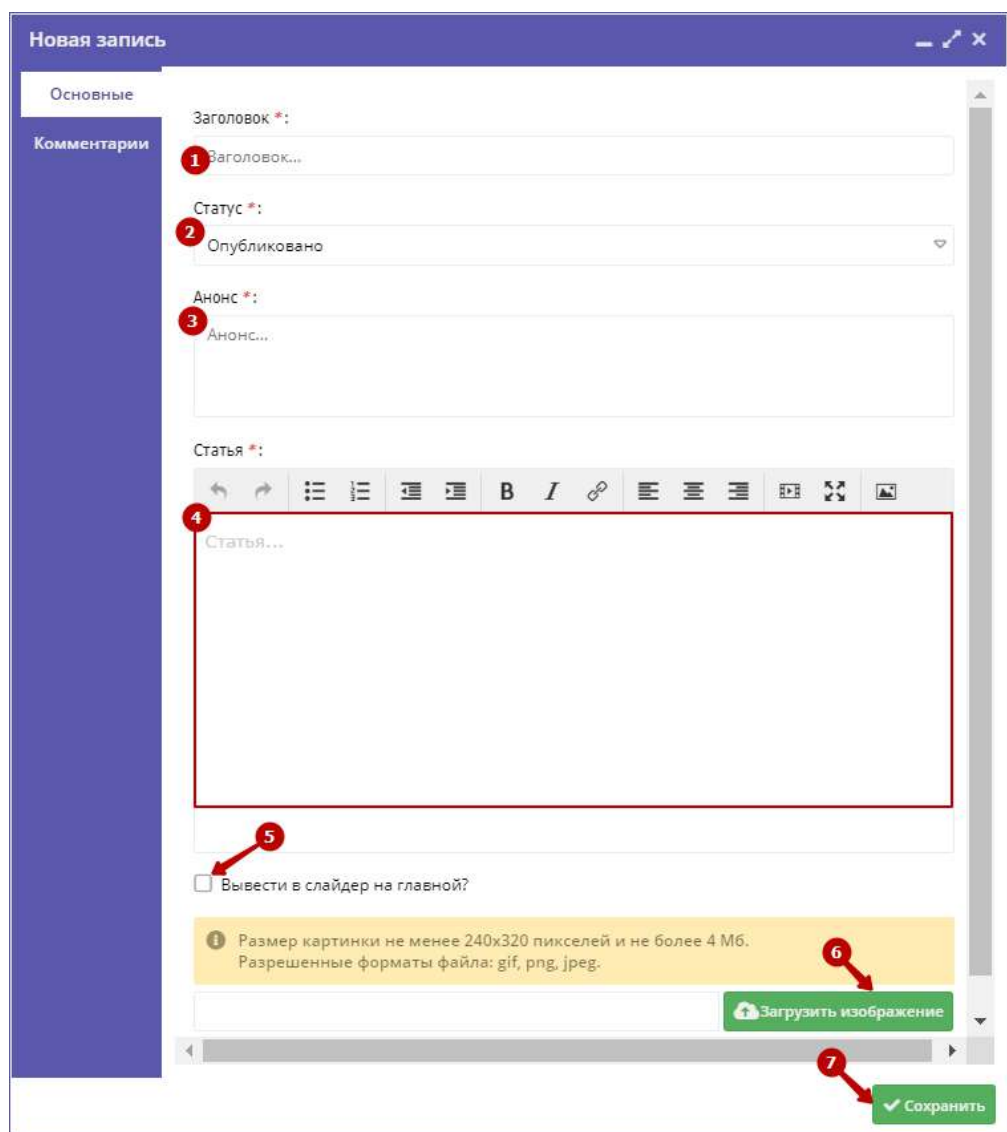 Новая запись
Основные
Комментарии
Заголовок *:
1
Заголовок...
Статус *:
2
Опубликовано
Анонс *:
3
Анонс...
Статья *:
B I
4
Статья...
5
Вывести в слайдер на главной?
Размер картинки не менее 240x320 пикселей и не более 4 Мб.
Разрешенные форматы файла: gif, png, jpeg.
6
Загрузить изображение
7
Сохранить